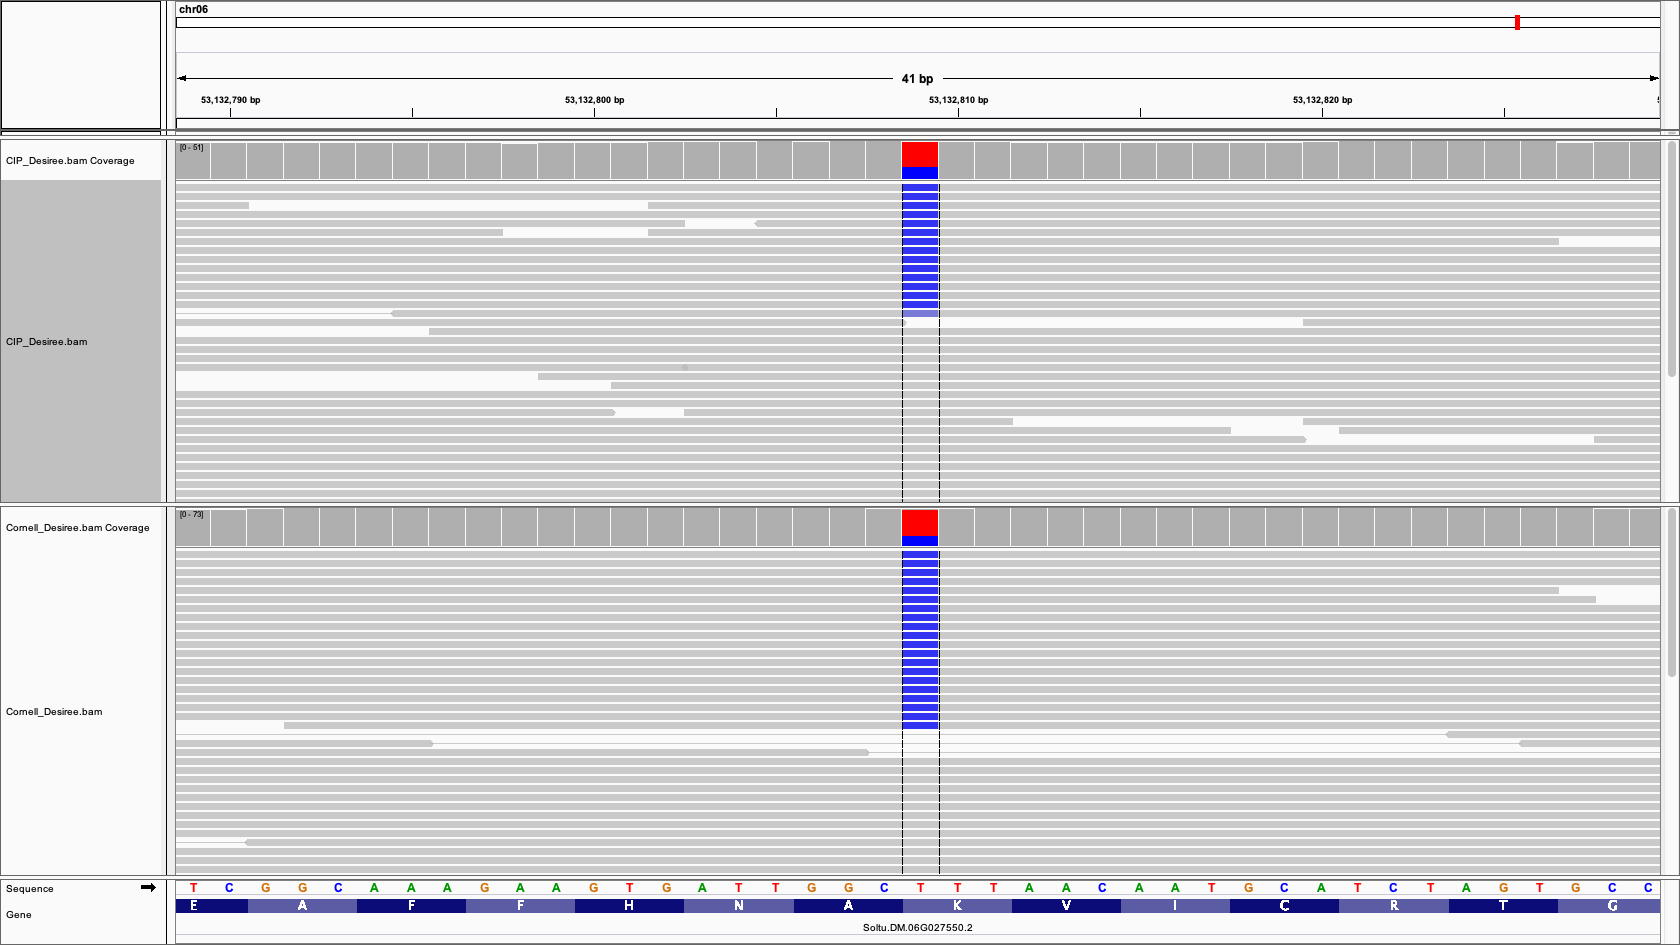 chr06
41 bp
53,132,790 bp 53,132,800 bp 53,132,810 bp 53,132,820 bp
CIP_Desiree.bam Coverage [0 - 51]
CIP_Desiree.bam
Cornell_Desiree.bam Coverage [0 - 73]
Cornell_Desiree.bam
Sequence T C G G C A A A G A A G T G A T T G G C T T T A A C A A T G C A T C T A G T G C C
Gene E A F F H N A K V I C R T G
Soltu.DM.06G027550.2